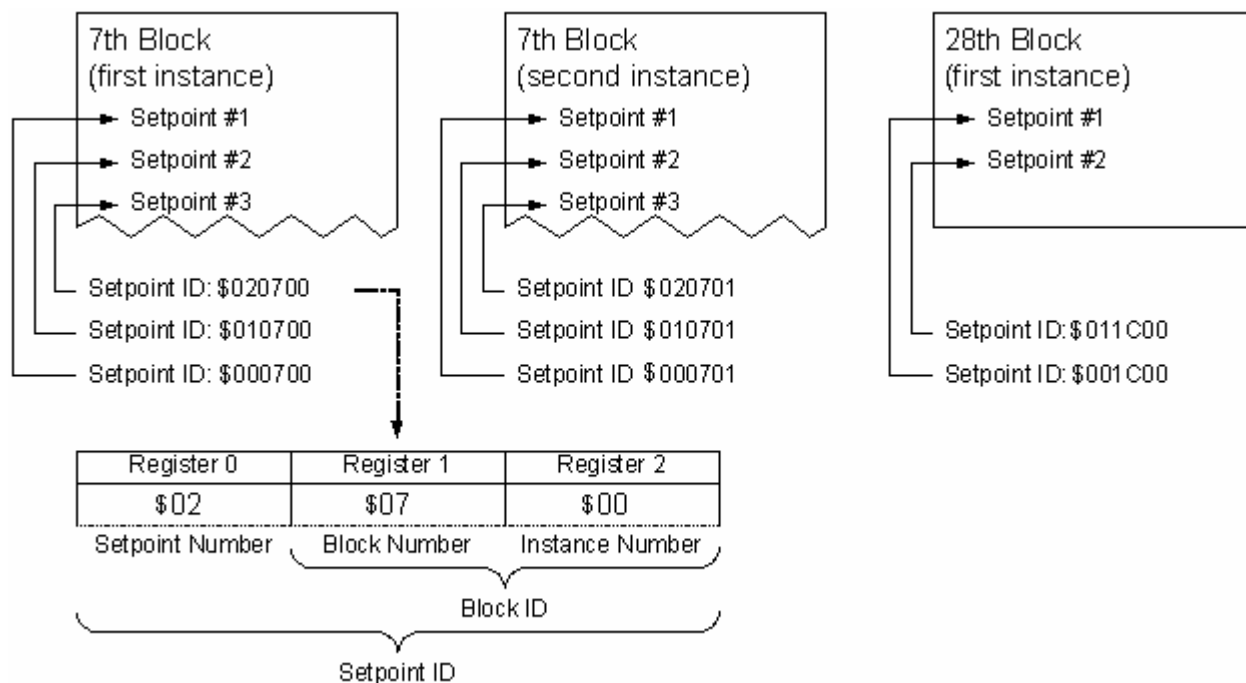 7th Block
(first instance)
Setpoint #1
Setpoint #2
Setpoint #3
Setpoint ID: $020700
Setpoint ID: $010700
Setpoint ID: $000700
7th Block
(second instance)
Setpoint #1
Setpoint #2
Setpoint #3
Setpoint ID $020701
Setpoint ID $010701
Setpoint ID $000701
28th Block
(first instance)
Setpoint #1
Setpoint #2
Setpoint ID: $011C00
Setpoint ID: $001C00
Register 0 Register 1 Register 2
$02 $07 $00
Setpoint Number Block Number Instance Number
Block ID
Setpoint ID